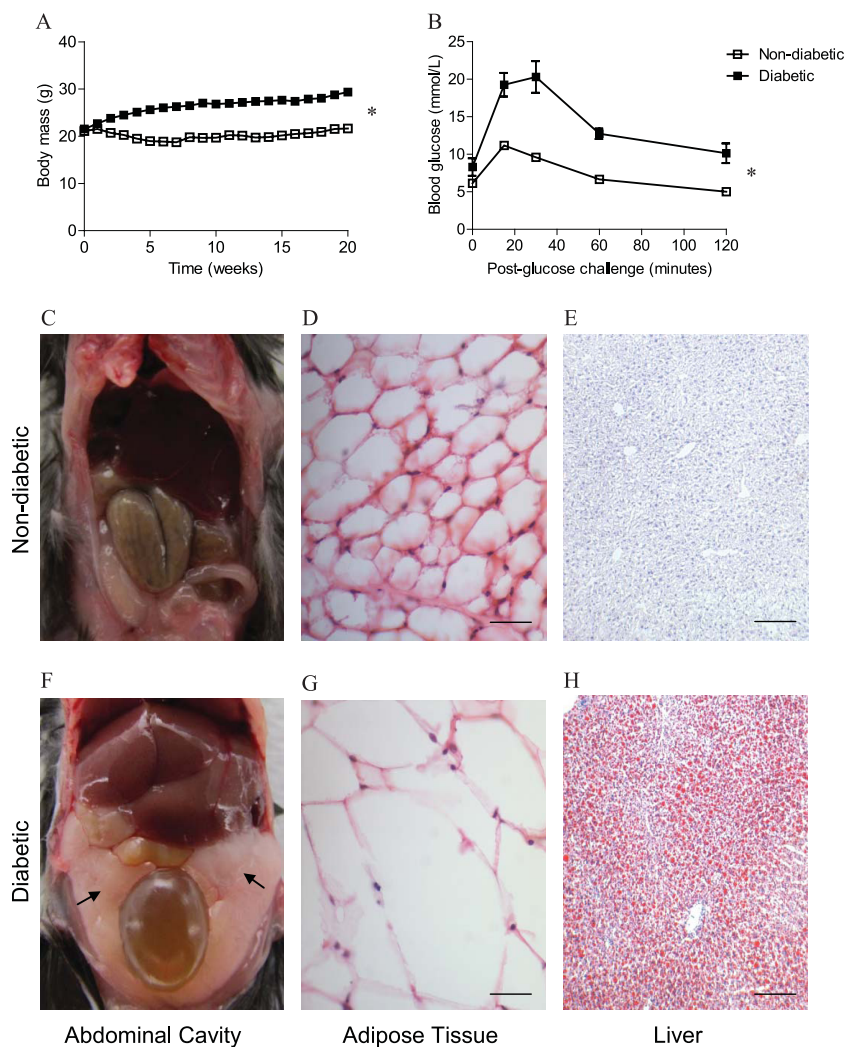 A
B
40
30
20
10
0
Body mass (g)
0 5 10 15 20
Time (weeks)
*
25
20
15
10
5
0
Blood glucose (mmol/L)
0 20 40 60 80 100 120
Post-glucose challenge (minutes)
*
Non-diabetic
Diabetic
C
D
E
Non-diabetic
F
G
H
Diabetic
Abdominal Cavity
Adipose Tissue
Liver